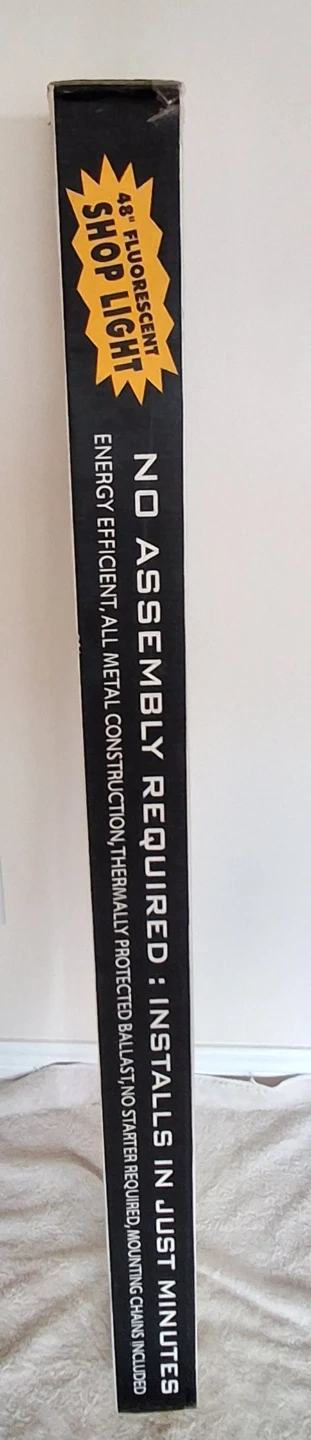 48" FLUORESCENT
SHOP LIGHT
NO ASSEMBLY REQUIRED : INSTALLS IN JUST MINUTES
ENERGY EFFICIENT, ALL METAL CONSTRUCTION, THERMALLY PROTECTED BALLAST, NO STARTER REQUIRED, MOUNTING CHAINS INCLUDED